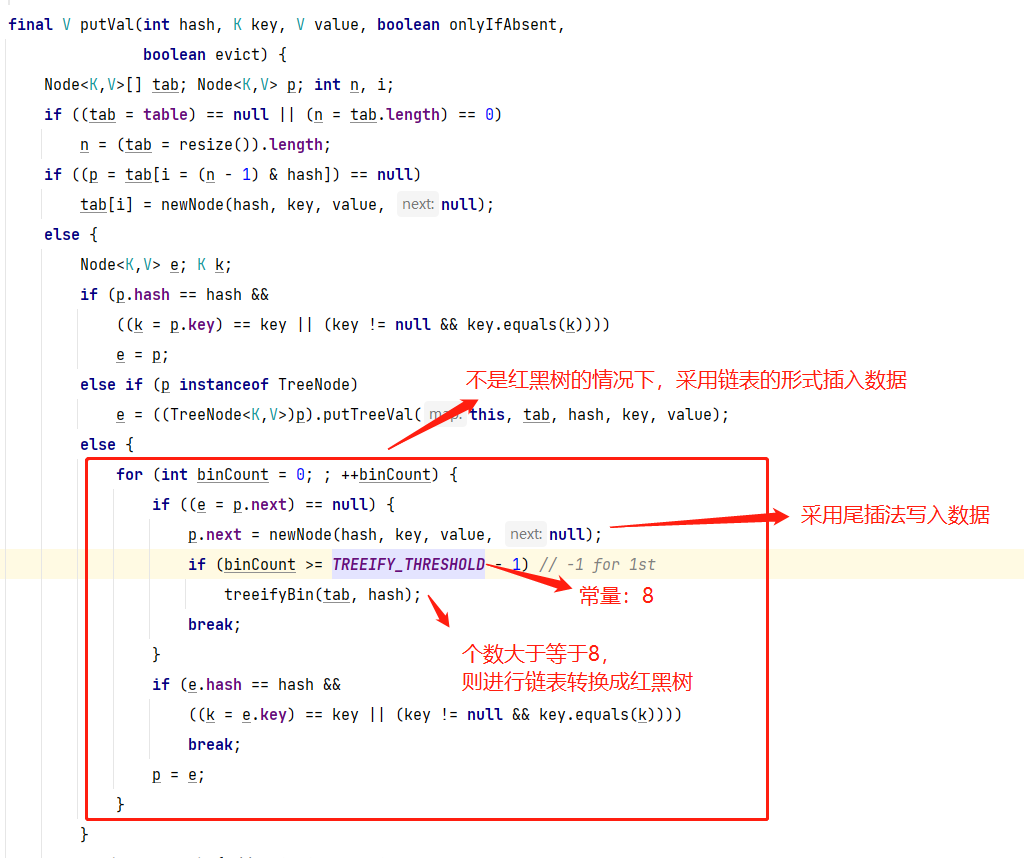 final V putVal(int hash, K key, V value, boolean onlyIfAbsent,
boolean evict) {
Node<K,V>[] tab; Node<K,V> p; int n, i;
if ((tab = table) == null || (n = tab.length) == 0)
n = (tab = resize()).length;
if ((p = tab[i = (n - 1) & hash]) == null)
tab[i] = newNode(hash, key, value, next: null);
else {
Node<K,V> e; K k;
if (p.hash == hash &&
((k = p.key) == key || (key != null && key.equals(k))))
e = p;
else if (p instanceof TreeNode)
不是红黑树的情况下，采用链表的形式插入数据
e = ((TreeNode<K,V>)p).putTreeVal( map: this, tab, hash, key, value);
else {
for (int binCount = 0; ; ++binCount) {
if ((e = p.next) == null) {
p.next = newNode(hash, key, value, next: null);
采用尾插法写入数据
if (binCount >= TREEIFY_THRESHOLD - 1) // -1 for 1st
treeifyBin(tab, hash);
常量：8
break;
}
个数大于等于8，
则进行链表转换成红黑树
if (e.hash == hash &&
((k = e.key) == key || (key != null && key.equals(k))))
break;
p = e;
}
}